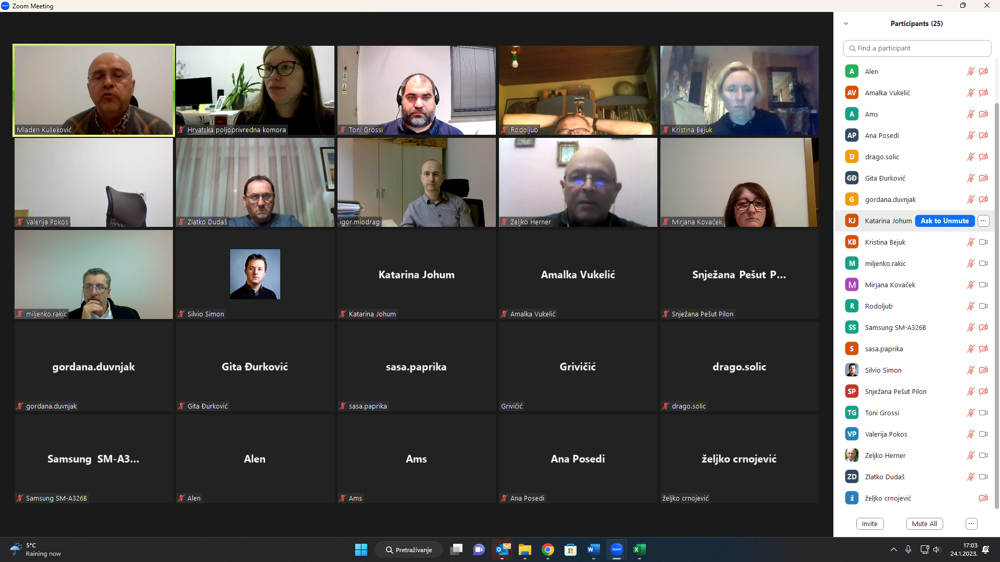 Zoom Meeting
Mladen Kušeković
Hrvatska poljoprivredna komora
Toni Grossi
Rodoljub
Kristina Bejuk
Valerija Pokos
Zlatko Dudaš
igor.miodrag
Zeljko Herner
Mirjana Kovaček
miljenko.rakic
Silvio Simon
Katarina Johum
Katarina Johum
Amalka Vukelić
Amalka Vukelić
Snježana Pešut P...
Snježana Pešut Pilon
gordana.duvnjak
gordana.duvnjak
Gita Đurković
Gita Đurković
sasa.paprika
sasa.paprika
Grivičić
Grivičić
drago.solic
drago.solic
Samsung SM-A3...
Samsung SM-A326B
Alen
Alen
Ams
Ams
Ana Posedi
Ana Posedi
željko crnojević
željko crnojević
Participants (25)
Find a participant
A Alen
AV Amalka Vukelić
A Ams
AP Ana Posedi
D drago.solic
GĐ Gita Đurković
G gordana.duvnjak
KJ Katarina Johum Ask to Unmute
KB Kristina Bejuk
M miljenko.rakic
M Mirjana Kovaček
R Rodoljub
SS Samsung SM-A326B
S sasa.paprika
Silvio Simon
SP Snježana Pešut Pilon
TG Toni Grossi
VP Valerija Pokos
Zeljko Herner
ZD Zlatko Dudaš
ž željko crnojević
Invite Mute All
5°C
Raining now
Pretraživanje
zoom
17:03
24.1.2023.